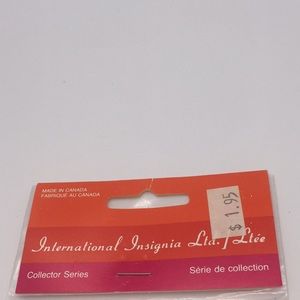 MADE IN CANADA
FABRIQUÉ AU CANADA
$ 1.95
International Insignia Ltd. / Ltée
Collector Series
Série de collection